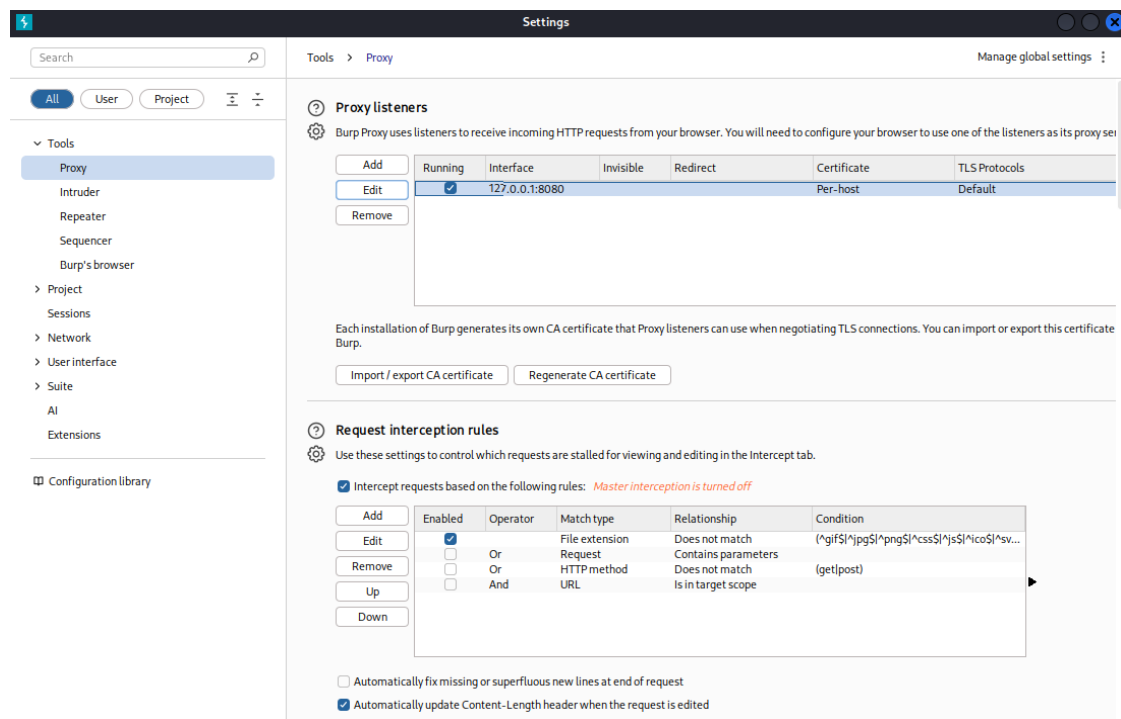 Settings
Search
Tools > Proxy
Manage global settings
All
User
Project
Tools
Proxy
Intruder
Repeater
Sequencer
Burp's browser
Project
Sessions
Network
User interface
Suite
AI
Extensions
Configuration library
Proxy listeners
Burp Proxy uses listeners to receive incoming HTTP requests from your browser. You will need to configure your browser to use one of the listeners as its proxy
Add
Edit
Remove
Running Interface Invisible Redirect Certificate TLS Protocols
127.0.0.1:8080 Per-host Default
Each installation of Burp generates its own CA certificate that Proxy listeners can use when negotiating TLS connections. You can import or export this certificate
Burp.
Import / export CA certificate
Regenerate CA certificate
Request interception rules
Use these settings to control which requests are stalled for viewing and editing in the Intercept tab.
Intercept requests based on the following rules: Master interception is turned off
Add
Edit
Remove
Up
Down
Enabled Operator Match type Relationship Condition
File extension Does not match (^gif$|^jpg$|^png$|^css$|^js$|^ico$|^sv...
Or Request Contains parameters
Or HTTP method Does not match (get|post)
And URL Is in target scope
Automatically fix missing or superfluous new lines at end of request
Automatically update Content-Length header when the request is edited